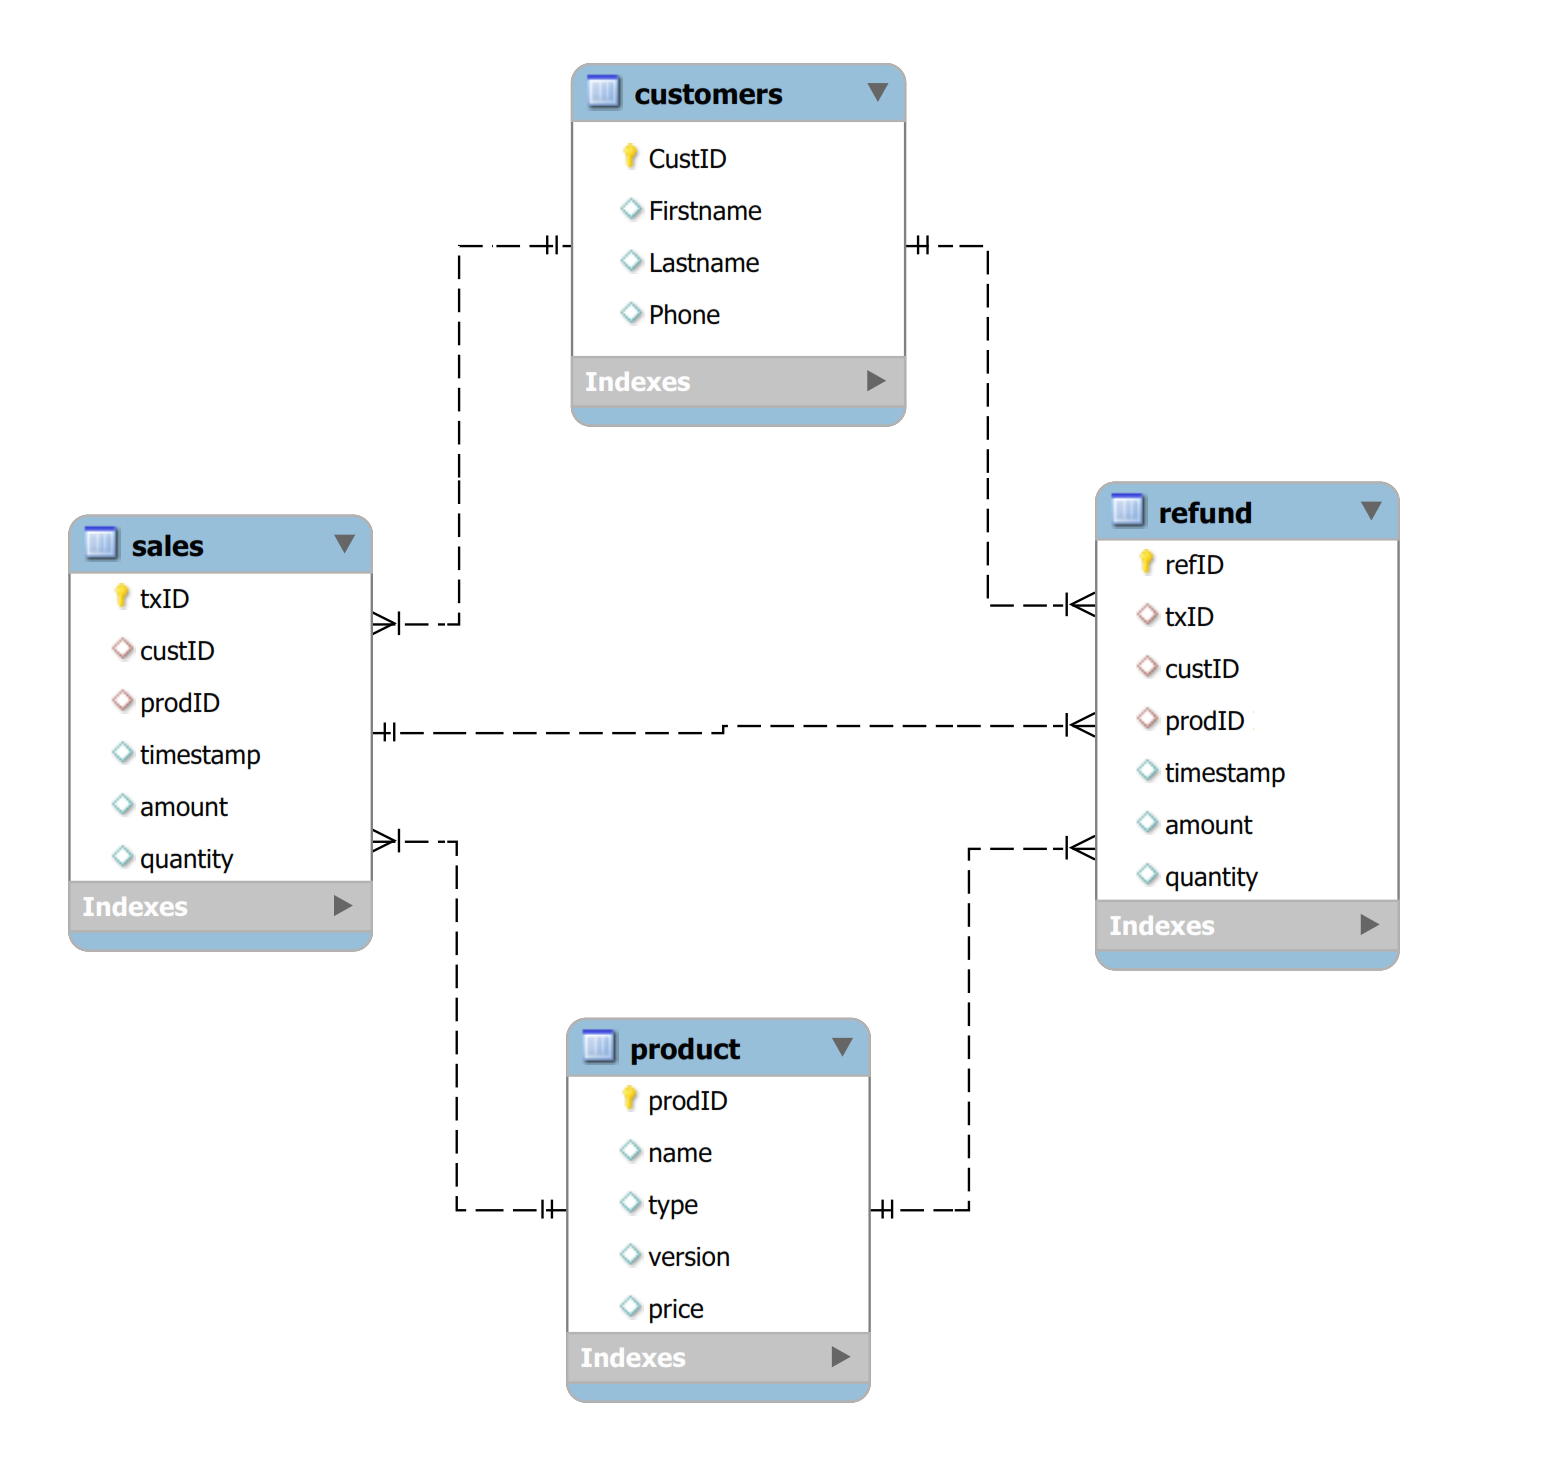 customers
CustID
Firstname
Lastname
Phone
Indexes
sales
txID
custID
prodID
timestamp
amount
quantity
Indexes
refund
refID
txID
custID
prodID
timestamp
amount
quantity
Indexes
product
prodID
name
type
version
price
Indexes